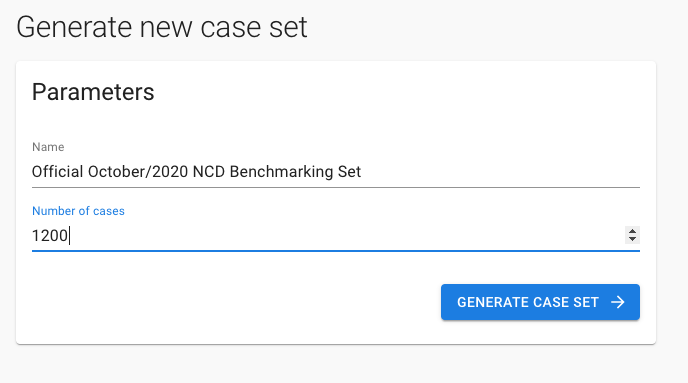 Generate new case set
Parameters
Name
Official October/2020 NCD Benchmarking Set
Number of cases
1200
GENERATE CASE SET